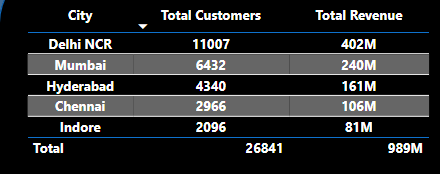 City Total Customers Total Revenue
Delhi NCR 11007 402M
Mumbai 6432 240M
Hyderabad 4340 161M
Chennai 2966 106M
Indore 2096 81M
Total 26841 989M